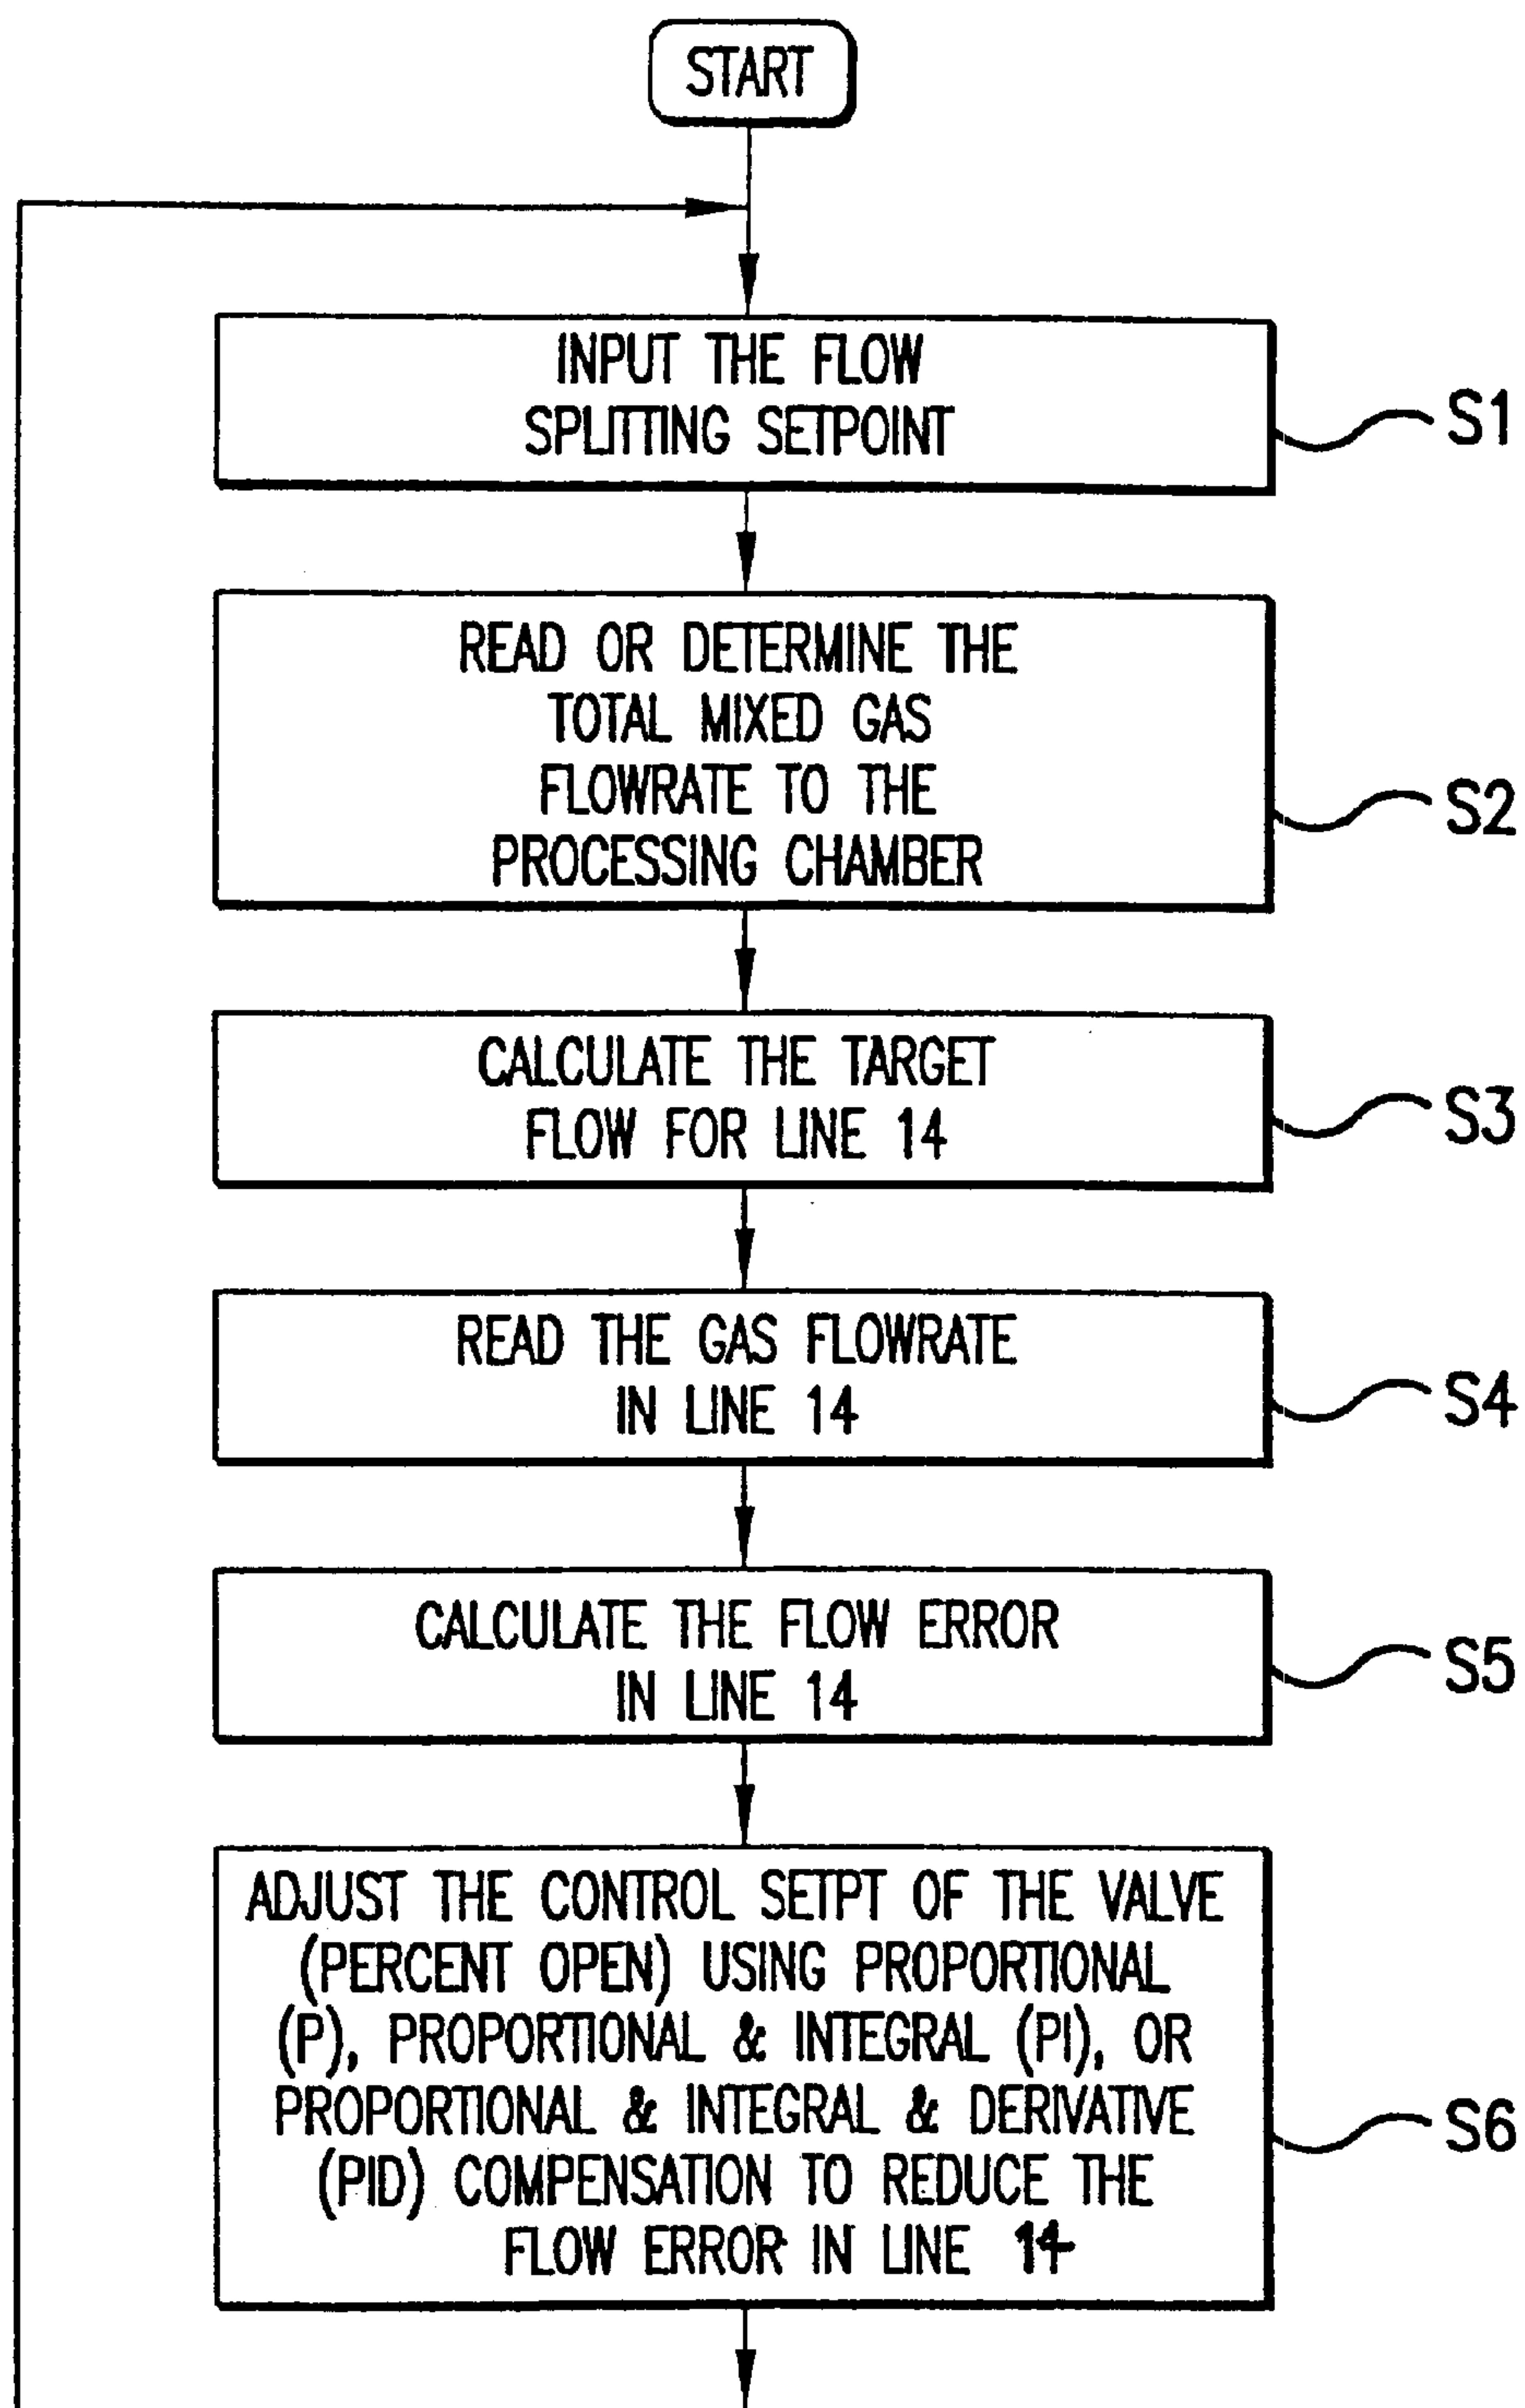 START
INPUT THE FLOW
SPLITTING SETPOINT
S1
READ OR DETERMINE THE
TOTAL MIXED GAS
FLOWRATE TO THE
PROCESSING CHAMBER
S2
CALCULATE THE TARGET
FLOW FOR LINE 14
S3
READ THE GAS FLOWRATE
IN LINE 14
S4
CALCULATE THE FLOW ERROR
IN LINE 14
S5
ADJUST THE CONTROL SETPT OF THE VALVE
(PERCENT OPEN) USING PROPORTIONAL
(P), PROPORTIONAL & INTEGRAL (PI), OR
PROPORTIONAL & INTEGRAL & DERIVATIVE
(PID) COMPENSATION TO REDUCE THE
FLOW ERROR IN LINE 14
S6